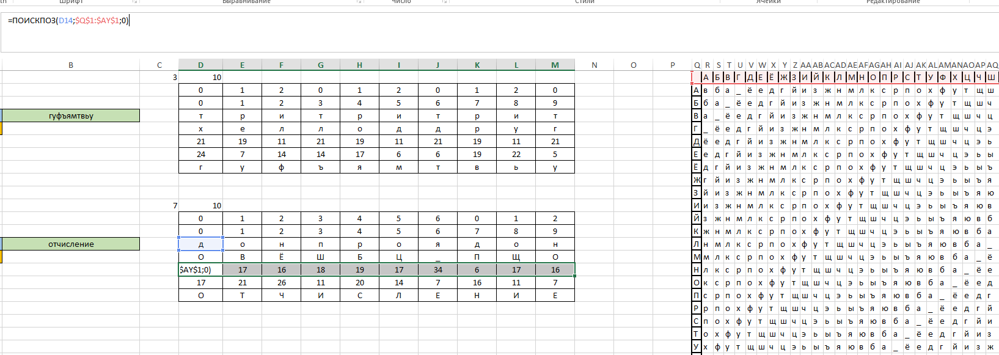 th Шрифт Выравнивание Число Стили Ячейки Редактирование
=ПОИСКПОЗ(D14;$Q$1:$AY$1;0)
B C D E F G H I J K L M N O P Q R S T U V W X Y Z AA AB AC AD AE AF AG AH AI AJ AK AL AM AN AO AP AQ
3 10 А Б В Г Д Е Ё Ж З И Й К Л М Н О П Р С Т У Ф Х Ц Ч Ш
0 1 2 0 1 2 0 1 2 0 А в б а _ ё е д г й и з ж н м л к с р п о х ф у т щ ш
0 1 2 3 4 5 6 7 8 9 Б б а _ ё е д г й и з ж н м л к с р п о х ф у т щ ш ч
гуфъямтвьу т р и т р и т р и т В а _ ё е д г й и з ж н м л к с р п о х ф у т щ ш ч ц
х е л л о д д р у г Г _ ё е д г й и з ж н м л к с р п о х ф у т щ ш ч ц э
21 19 11 21 19 11 21 19 11 21 Д ё е д г й и з ж н м л к с р п о х ф у т щ ш ч ц э ь
24 7 14 14 17 6 6 19 22 5 Е е д г й и з ж н м л к с р п о х ф у т щ ш ч ц э ь ы
г у ф ъ я м т в ь у Ё д г й и з ж н м л к с р п о х ф у т щ ш ч ц э ь ы ъ
Ж г й и з ж н м л к с р п о х ф у т щ ш ч ц э ь ы ъ я
З й и з ж н м л к с р п о х ф у т щ ш ч ц э ь ы ъ я ю
7 10 И и з ж н м л к с р п о х ф у т щ ш ч ц э ь ы ъ я ю в
0 1 2 3 4 5 6 0 1 2 Й з ж н м л к с р п о х ф у т щ ш ч ц э ь ы ъ я ю в б
0 1 2 3 4 5 6 7 8 9 К ж н м л к с р п о х ф у т щ ш ч ц э ь ы ъ я ю в б а
отчисление д о н п р о я д о н Л н м л к с р п о х ф у т щ ш ч ц э ь ы ъ я ю в б а _
О В Ё Ш Б Ц _ П Щ О М м л к с р п о х ф у т щ ш ч ц э ь ы ъ я ю в б а _ ё
$AY$1;0) 17 16 18 19 17 34 6 17 16 Н л к с р п о х ф у т щ ш ч ц э ь ы ъ я ю в б а _ ё е
17 21 26 11 20 14 7 16 11 7 О к с р п о х ф у т щ ш ч ц э ь ы ъ я ю в б а _ ё е д
О Т Ч И С Л Е Н И Е П с р п о х ф у т щ ш ч ц э ь ы ъ я ю в б а _ ё е д г
Р р п о х ф у т щ ш ч ц э ь ы ъ я ю в б а _ ё е д г й
С п о х ф у т щ ш ч ц э ь ы ъ я ю в б а _ ё е д г й и
Т о х ф у т щ ш ч ц э ь ы ъ я ю в б а _ ё е д г й и з
У х ф у т щ ш ч ц э ь ы ъ я ю в б а _ ё е д г й и з ж